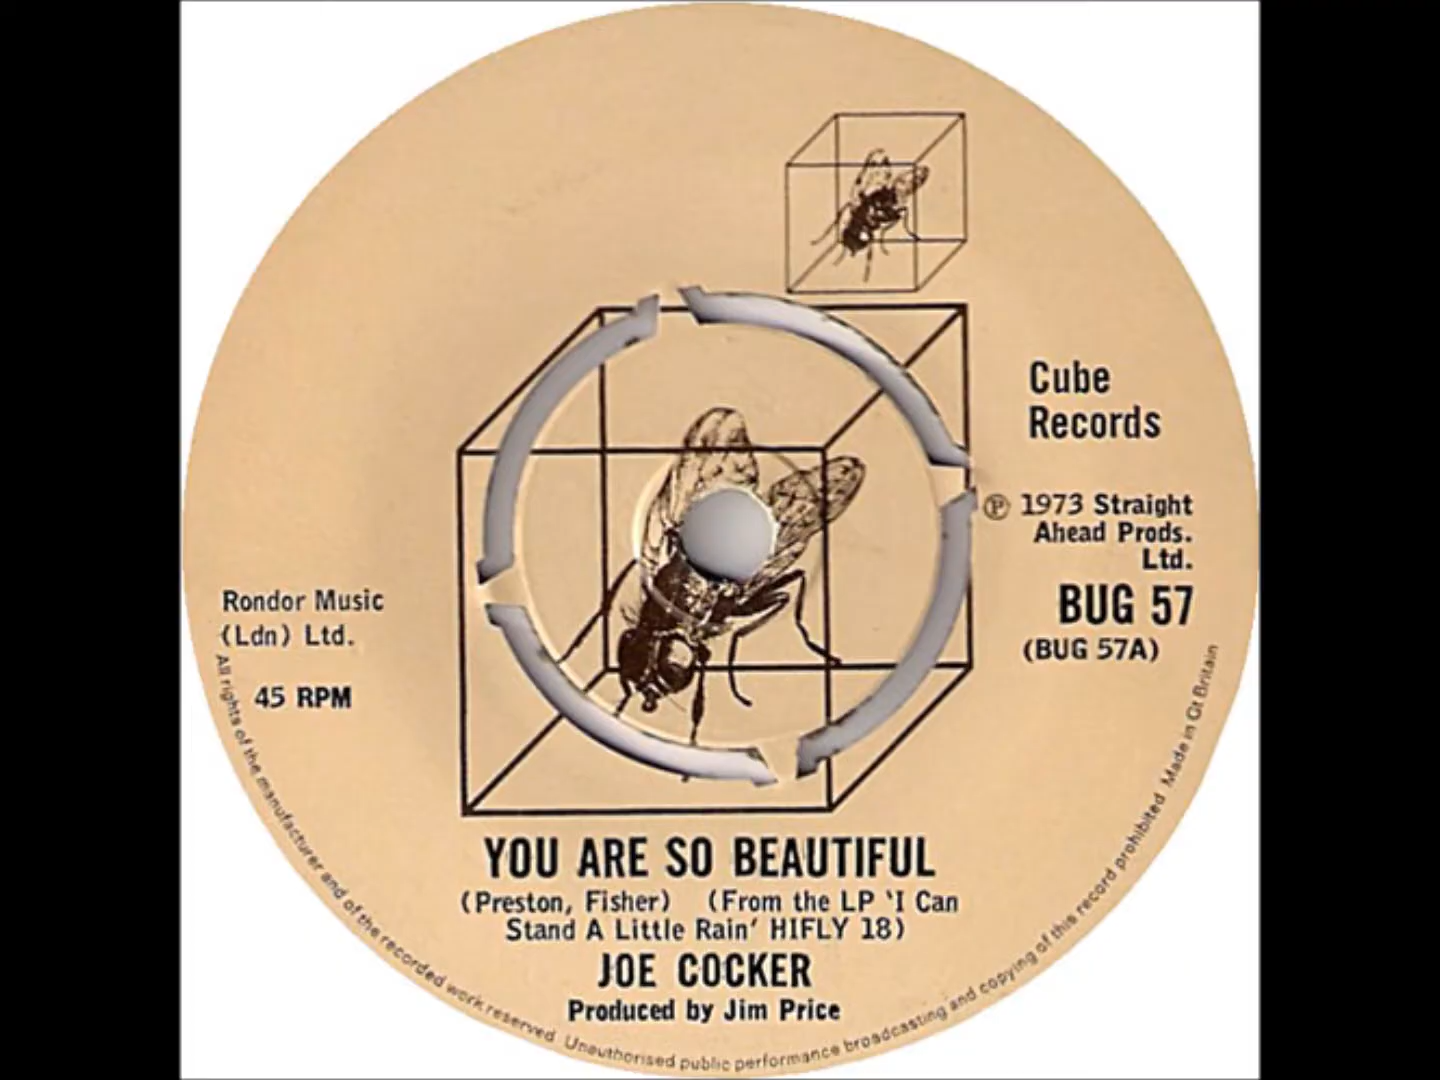 Cube
Records
Ⓟ 1973 Straight
Ahead Prods.
Ltd.
BUG 57
(BUG 57A)
Rondor Music
(Ldn) Ltd.
45 RPM
YOU ARE SO BEAUTIFUL
(Preston, Fisher) (From the LP 'I Can
Stand A Little Rain' HIFLY 18)
JOE COCKER
Produced by Jim Price
All rights of the manufacturer and of the recorded work reserved. Unauthorised public performance broadcasting and copying of this record prohibited. Made in Gt Britain